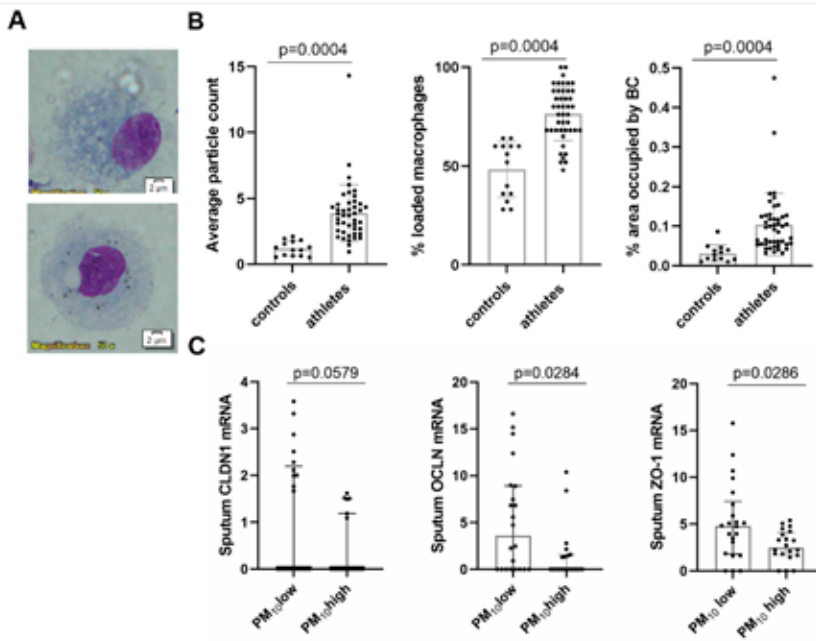 A
2 μm
2 μm
B
p=0.0004
Average particle count
15
10
5
0
controls
athletes
p=0.0004
% loaded macrophages
100
50
0
controls
athletes
p=0.0004
% area occupied by BC
0.5
0.4
0.3
0.2
0.1
0.0
controls
athletes
C
p=0.0579
Sputum CLDN1 mRNA
4
3
2
1
0
PM10low
PM10high
p=0.0284
Sputum OCLN mRNA
20
15
10
5
0
PM10low
PM10high
p=0.0286
Sputum ZO-1 mRNA
20
15
10
5
0
PM10 low
PM10 high